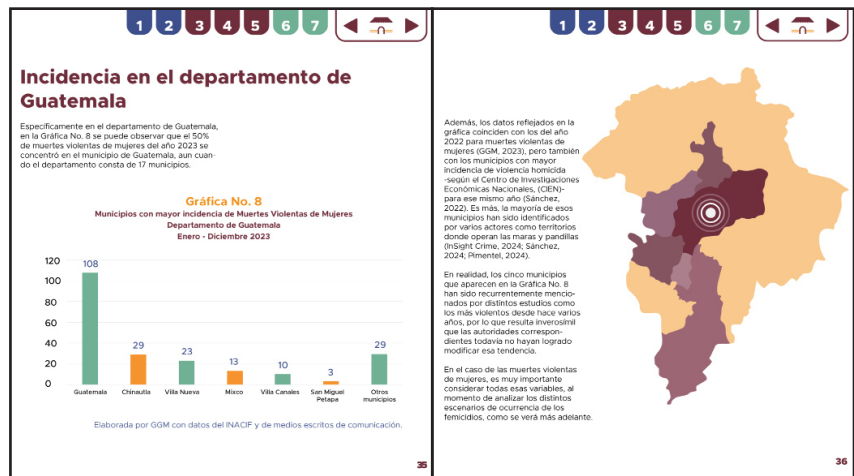 1 2 3 4 5 6 7
Incidencia en el departamento de
Guatemala
Específicamente en el departamento de Guatemala,
en la Gráfica No. 8 se puede observar que el 50%
de muertes violentas de mujeres del año 2023 se
concentró en el municipio de Guatemala, aun cuan-
do el departamento consta de 17 municipios.
Gráfica No. 8
Municipios con mayor incidencia de Muertes Violentas de Mujeres
Departamento de Guatemala
Enero - Diciembre 2023
120
100
80
60
40
20
0
108
29
23
13
10
3
29
Guatemala
Chinautla
Villa Nueva
Mixco
Villa Canales
San Miguel
Petapa
Otros
municipios
Elaborada por GGM con datos del INACIF y de medios escritos de comunicación.
35
1 2 3 4 5 6 7
Además, los datos reflejados en la
gráfica coinciden con los del año
2022 para muertes violentas de
mujeres (GGM, 2023), pero también
con los municipios con mayor
incidencia de violencia homicida
-según el Centro de Investigaciones
Económicas Nacionales, (CIEN)-
para ese mismo año (Sánchez,
2022). Es más, la mayoría de esos
municipios han sido identificados
por varios actores como territorios
donde operan las maras y pandillas
(InSight Crime, 2024; Sánchez,
2024; Pimentel, 2024).
En realidad, los cinco municipios
que aparecen en la Gráfica No. 8
han sido recurrentemente mencio-
nados por distintos estudios como
los más violentos desde hace varios
años, por lo que resulta inverosímil
que las autoridades correspon-
dientes todavía no hayan logrado
modificar esa tendencia.
En el caso de las muertes violentas
de mujeres, es muy importante
considerar todas esas variables, al
momento de analizar los distintos
escenarios de ocurrencia de los
femicidios, como se verá más adelante.
36